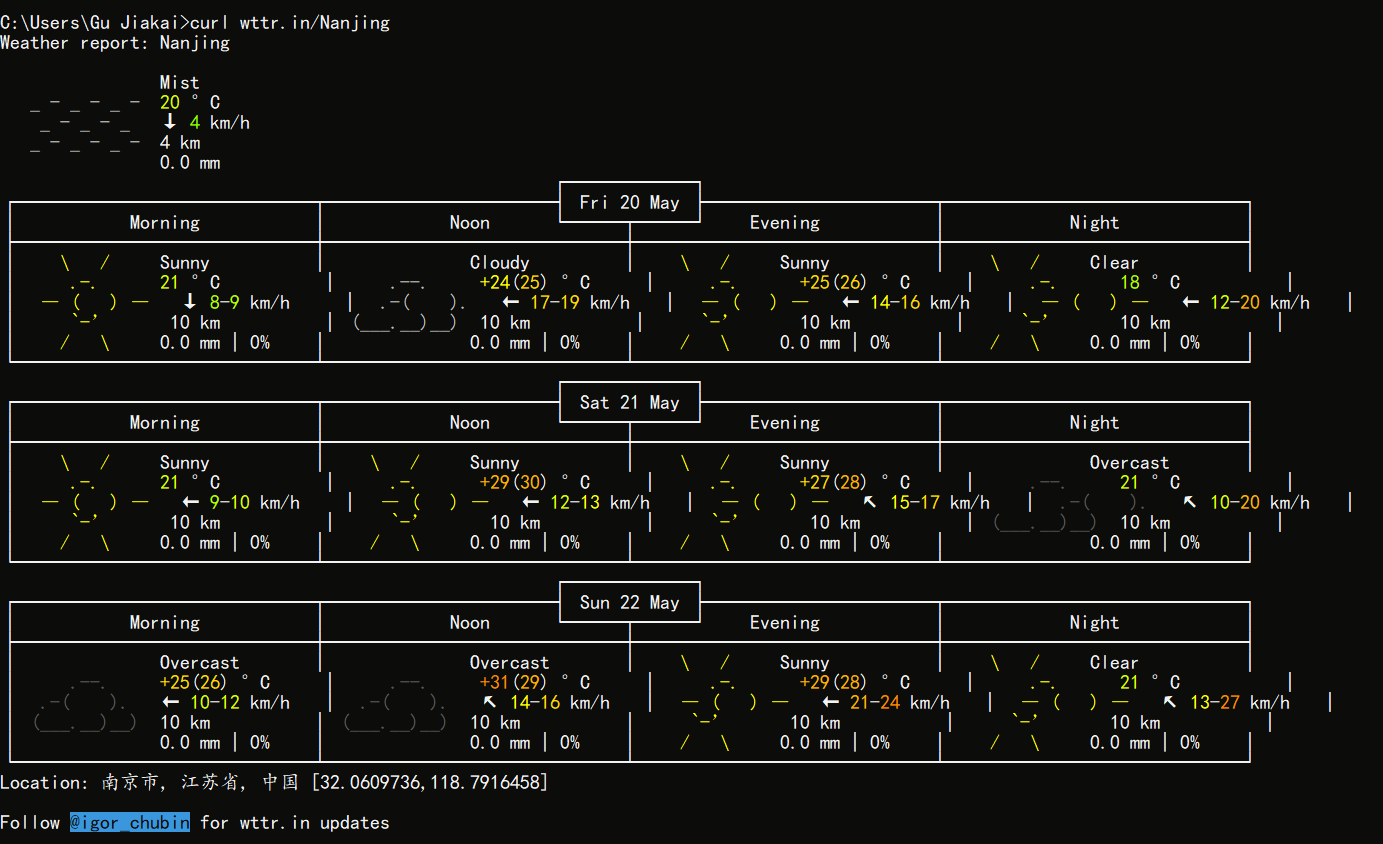 C:\Users\Gu Jiakai>curl wttr.in/Nanjing
Weather report: Nanjing
Mist
20 °C
↓ 4 km/h
4 km
0.0 mm
Fri 20 May
Morning Noon Evening Night
Sunny Cloudy Sunny Clear
21 °C +24(25) °C +25(26) °C 18 °C
↓ 8-9 km/h ← 17-19 km/h ← 14-16 km/h ← 12-20 km/h
10 km 10 km 10 km 10 km
0.0 mm | 0% 0.0 mm | 0% 0.0 mm | 0% 0.0 mm | 0%
Sat 21 May
Morning Noon Evening Night
Sunny Sunny Sunny Overcast
21 °C +29(30) °C +27(28) °C 21 °C
← 9-10 km/h ← 12-13 km/h ↖ 15-17 km/h ↖ 10-20 km/h
10 km 10 km 10 km 10 km
0.0 mm | 0% 0.0 mm | 0% 0.0 mm | 0% 0.0 mm | 0%
Sun 22 May
Morning Noon Evening Night
Overcast Overcast Sunny Clear
+25(26) °C +31(29) °C +29(28) °C 21 °C
← 10-12 km/h ↖ 14-16 km/h ← 21-24 km/h ↖ 13-27 km/h
10 km 10 km 10 km 10 km
0.0 mm | 0% 0.0 mm | 0% 0.0 mm | 0% 0.0 mm | 0%
Location: 南京市, 江苏省, 中国 [32.0609736,118.7916458]
Follow @igor_chubin for wttr.in updates